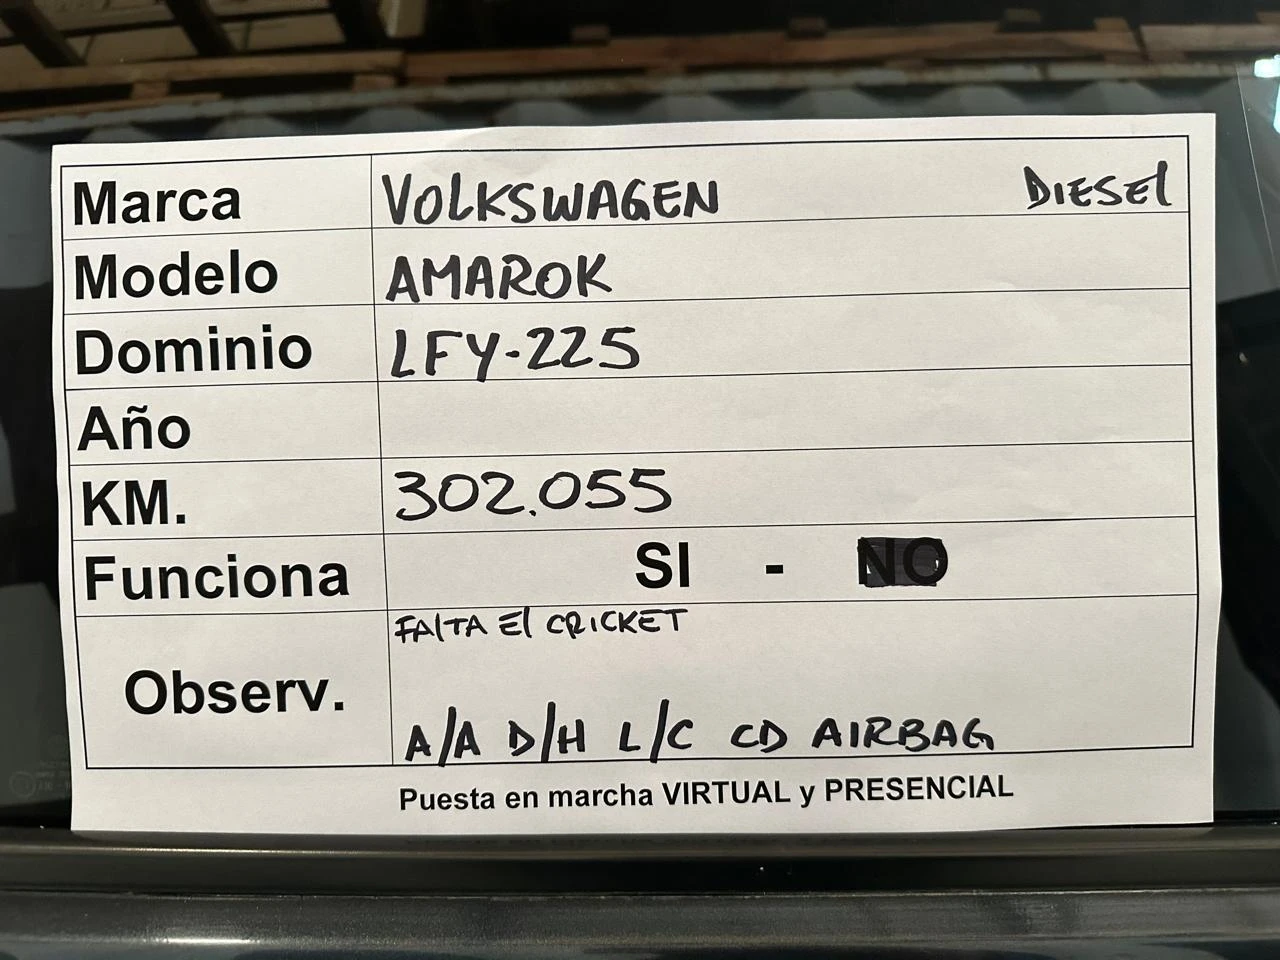 Marca VOLKSWAGEN DIESEL
Modelo AMAROK
Dominio LFY-225
Año
KM. 302.055
Funciona SI - NO
FALTA El CRICKET
Observ.
A/A D/H L/C CD AIRBAG
Puesta en marcha VIRTUAL y PRESENCIAL